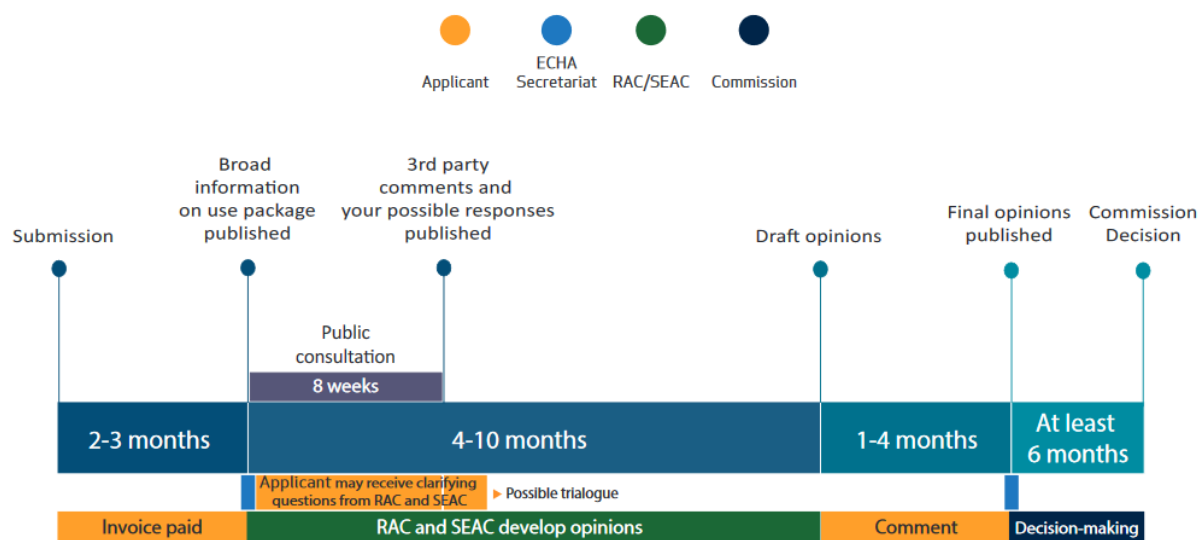 Applicant
ECHA
Secretariat
RAC/SEAC
Commission
Submission
Broad
information
on use package
published
3rd party
comments and
your possible responses
published
Draft opinions
Final opinions
published
Commission
Decision
Public
consultation
8 weeks
2-3 months
4-10 months
1-4 months
At least
6 months
Applicant may receive clarifying
questions from RAC and SEAC
Possible trialogue
Invoice paid
RAC and SEAC develop opinions
Comment
Decision-making